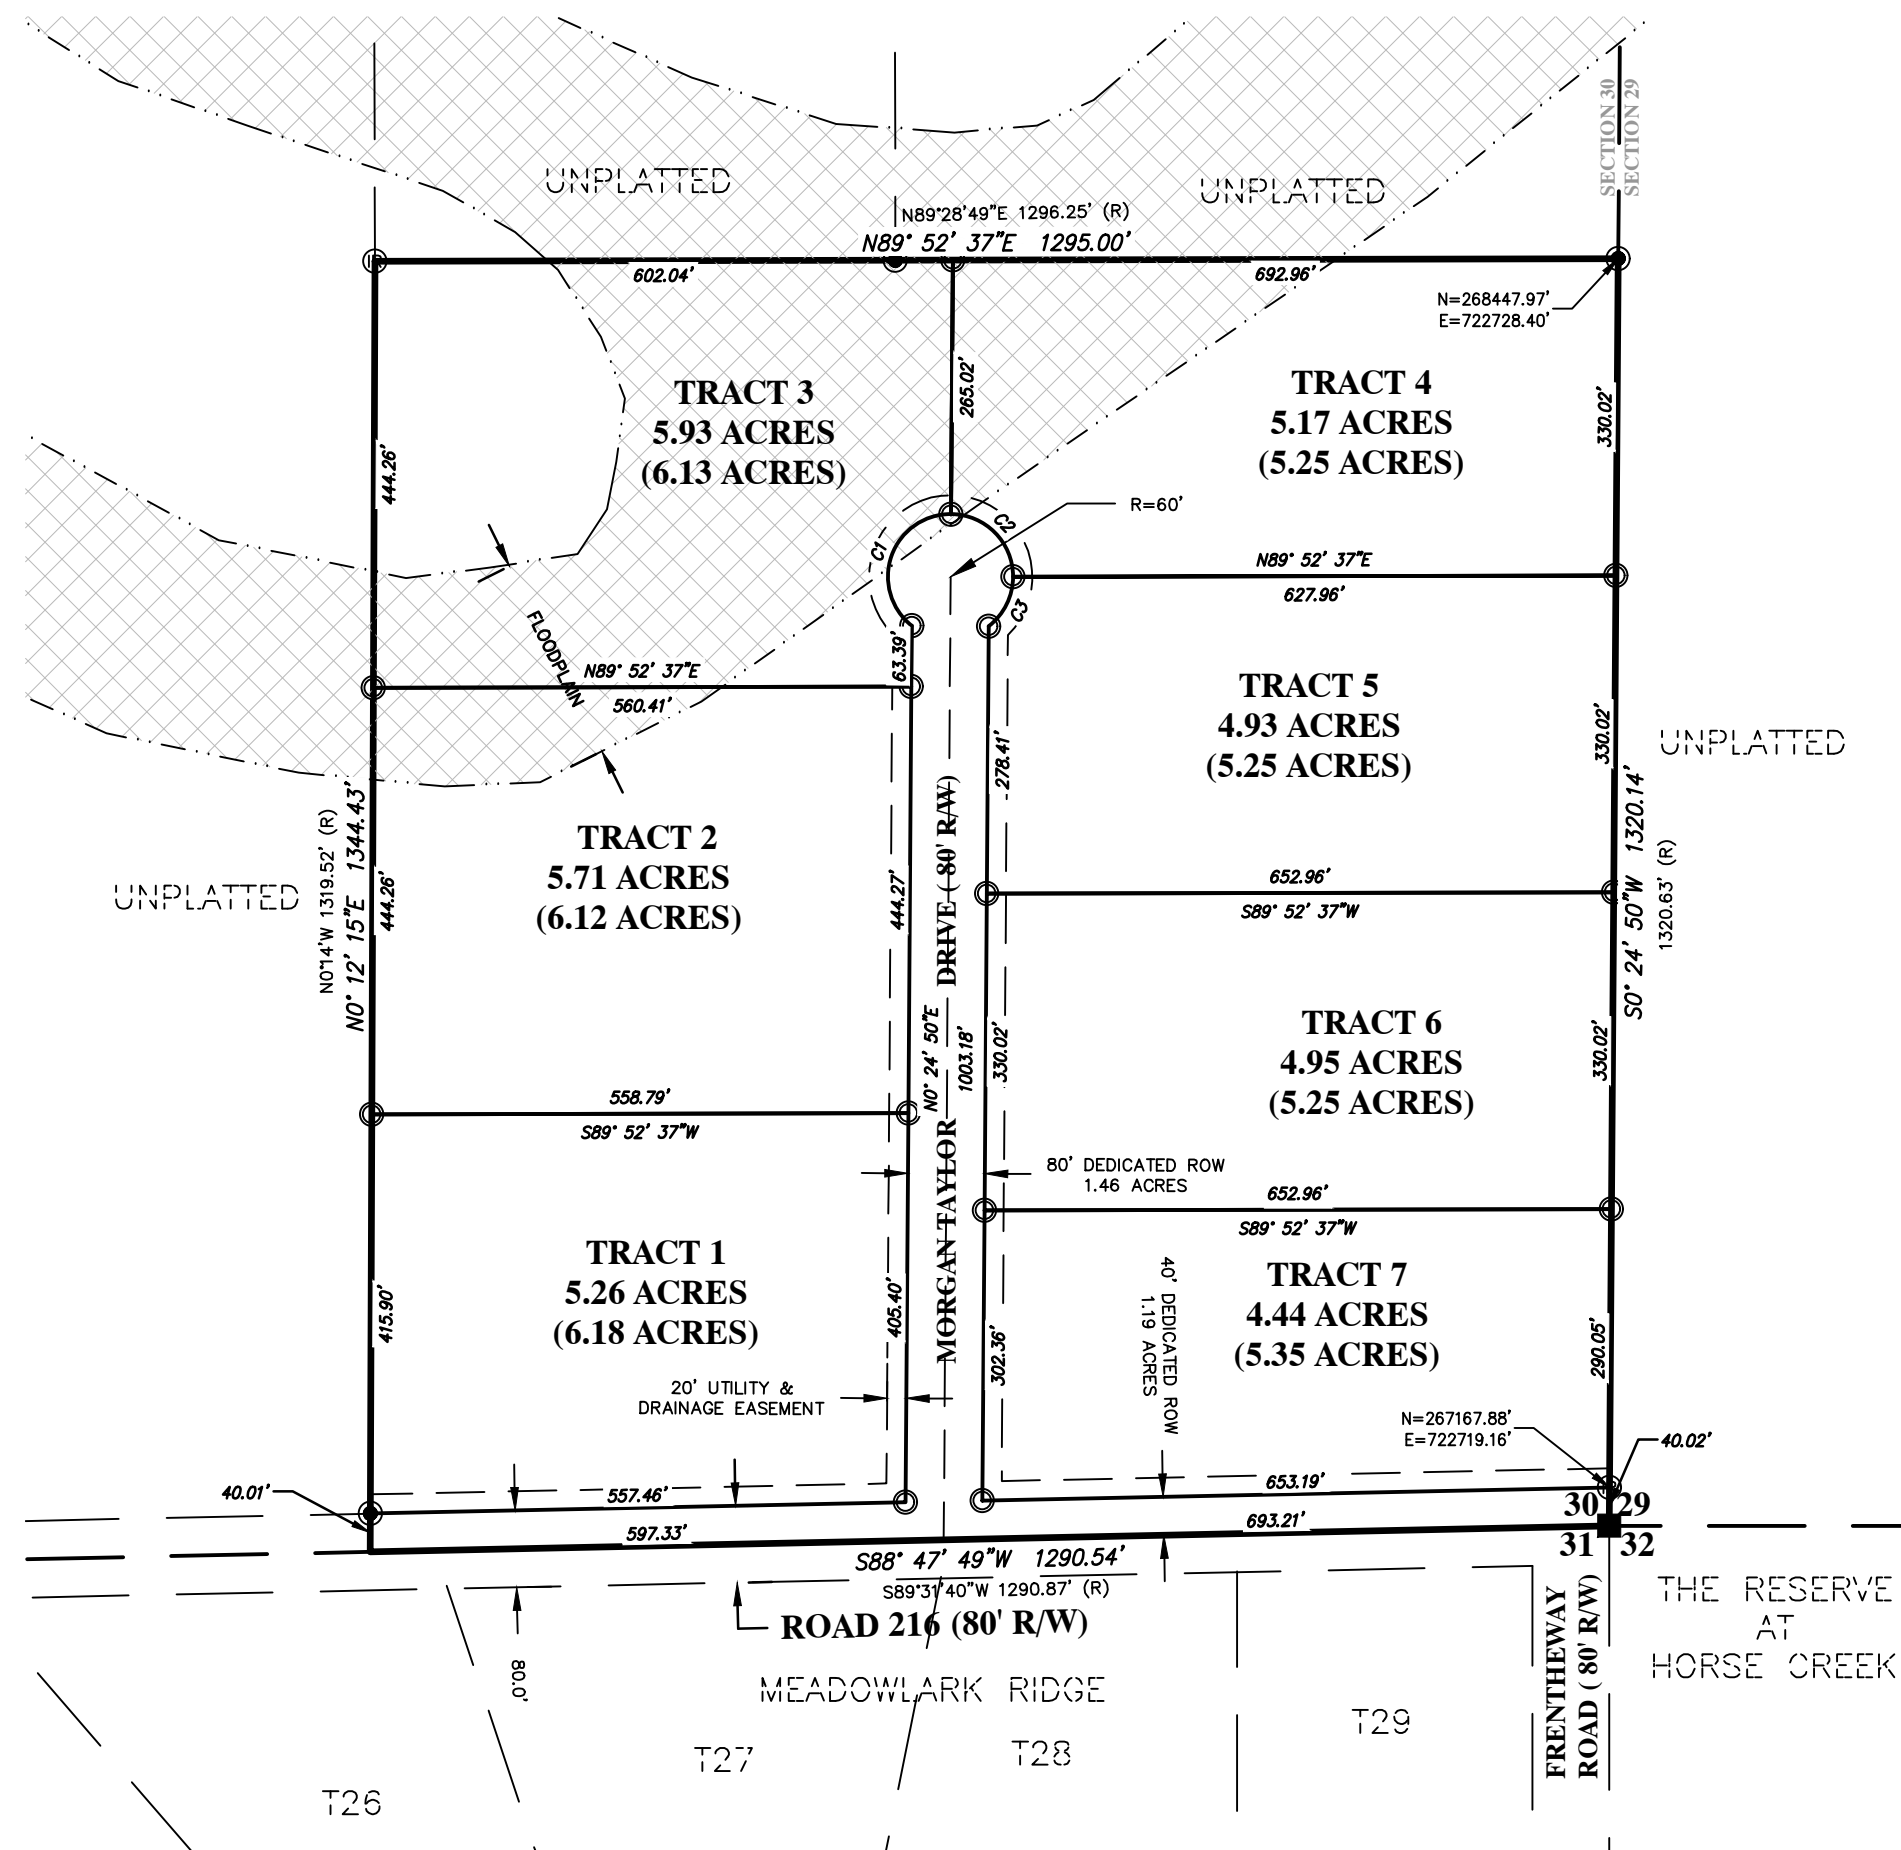 SECTION 30
SECTION 29
UNPLATTED
UNPLATTED
N89°28'49"E 1296.25' (R)
N89° 52' 37"E 1295.00'
602.04'
692.96'
N=268447.97'
E=722728.40'
265.02'
330.02'
444.26'
TRACT 3
5.93 ACRES
(6.13 ACRES)
TRACT 4
5.17 ACRES
(5.25 ACRES)
R=60'
C1
C2
C3
N89° 52' 37"E
627.96'
FLOODPLAIN
63.39'
N89° 52' 37"E
560.41'
TRACT 5
4.93 ACRES
(5.25 ACRES)
278.41'
330.02'
UNPLATTED
N0°14'W 1319.52' (R)
N0° 12' 15"E 1344.43'
S0° 24' 50"W 1320.14'
1320.63' (R)
TRACT 2
5.71 ACRES
(6.12 ACRES)
UNPLATTED
444.26'
444.27'
652.96'
S89° 52' 37"W
MORGAN TAYLOR DRIVE ( 80' R/W)
N0° 24' 50"E
1003.18'
330.02'
330.02'
TRACT 6
4.95 ACRES
(5.25 ACRES)
558.79'
S89° 52' 37"W
80' DEDICATED ROW
1.46 ACRES
652.96'
S89° 52' 37"W
TRACT 1
5.26 ACRES
(6.18 ACRES)
415.90'
405.40'
302.36'
40' DEDICATED ROW
1.19 ACRES
TRACT 7
4.44 ACRES
(5.35 ACRES)
290.05'
20' UTILITY &
DRAINAGE EASEMENT
N=267167.88'
E=722719.16'
40.02'
40.01'
557.46'
653.19'
30 29
31 32
597.33'
693.21'
S88° 47' 49"W 1290.54'
S89°31'40"W 1290.87' (R)
ROAD 216 (80' R/W)
80.0'
FRENTHEWAY
ROAD ( 80' R/W)
THE RESERVE
AT
HORSE CREEK
MEADOWLARK RIDGE
T26
T27
T28
T29